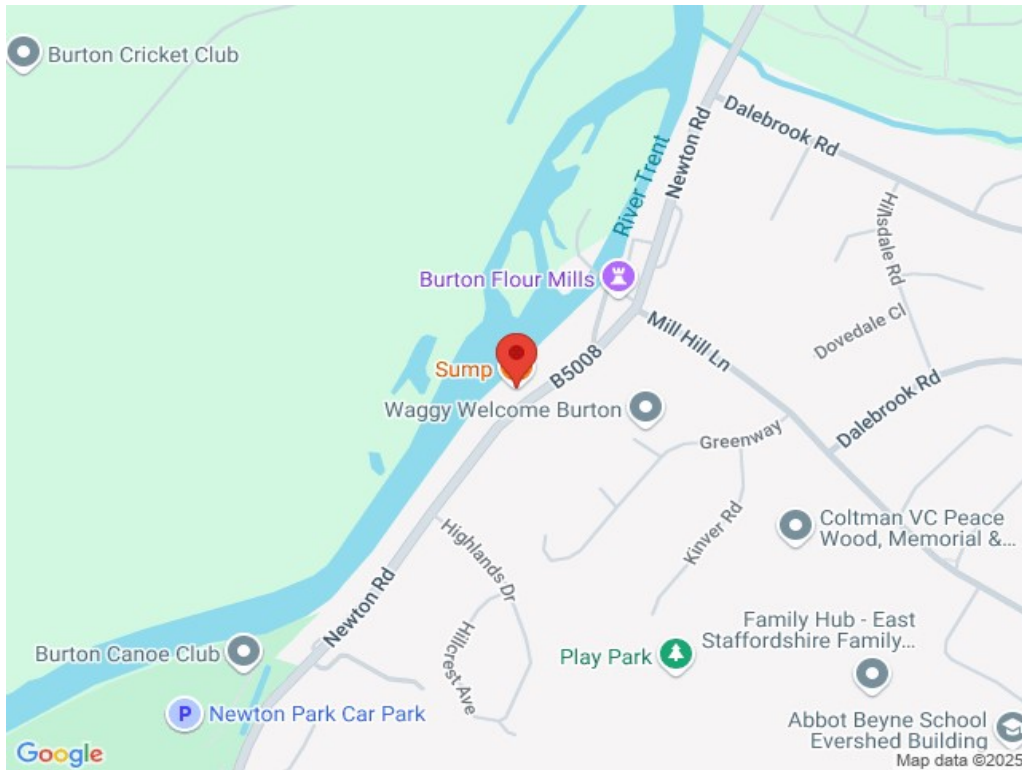 Burton Cricket Club
Dalebrook Rd
Newton Rd
River Trent
Hillsdale Rd
Burton Flour Mills
Mill Hill Ln
Dovedale Cl
Sump
B5008
Waggy Welcome Burton
Dalebrook Rd
Greenway
Kinver Rd
Coltman VC Peace
Wood, Memorial &...
Highlands Dr
Newton Rd
Hillcrest Ave
Family Hub - East
Staffordshire Family...
Burton Canoe Club
Play Park
P
Newton Park Car Park
Abbot Beyne School
Evershed Building
Google
Map data ©2025